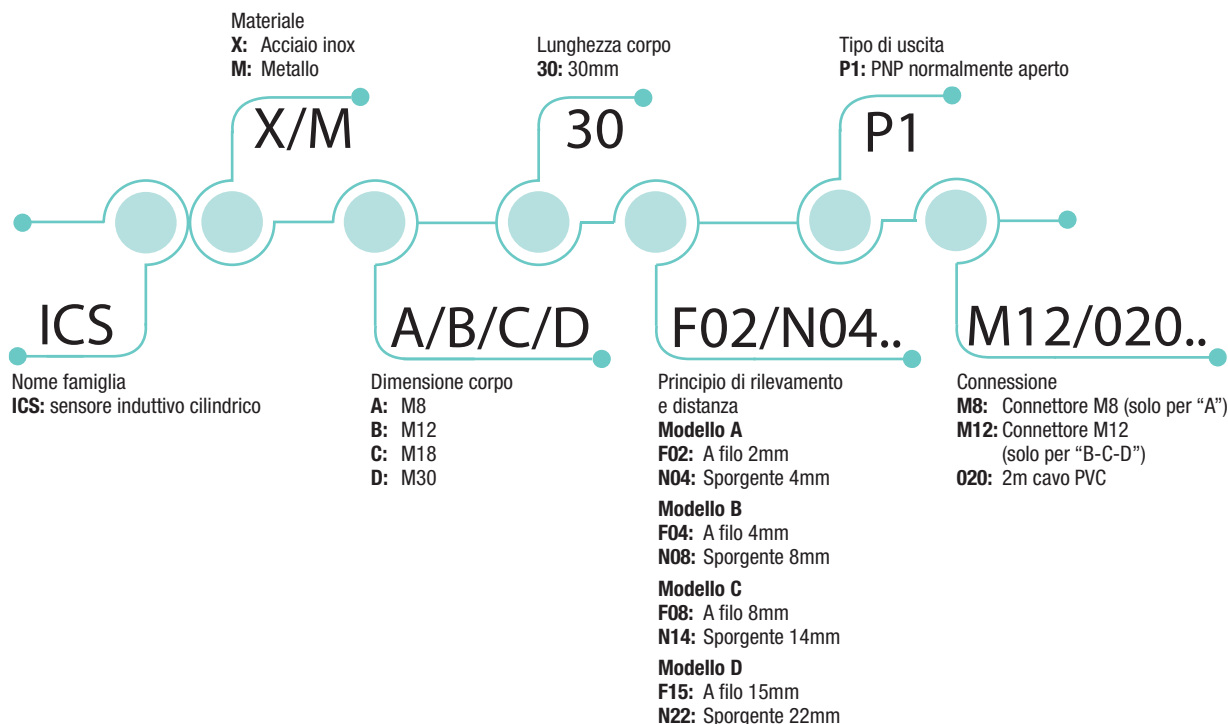 Materiale
X: Acciaio inox
M: Metallo
Lunghezza corpo
30: 30mm
Tipo di uscita
P1: PNP normalmente aperto
X/M
30
P1
ICS
A/B/C/D
F02/N04..
M12/020..
Nome famiglia
ICS: sensore induttivo cilindrico
Dimensione corpo
A: M8
B: M12
C: M18
D: M30
Principio di rilevamento
e distanza
Modello A
F02: A filo 2mm
N04: Sporgente 4mm
Modello B
F04: A filo 4mm
N08: Sporgente 8mm
Modello C
F08: A filo 8mm
N14: Sporgente 14mm
Modello D
F15: A filo 15mm
N22: Sporgente 22mm
Connessione
M8: Connettore M8 (solo per “A”)
M12: Connettore M12
(solo per “B-C-D”)
020: 2m cavo PVC